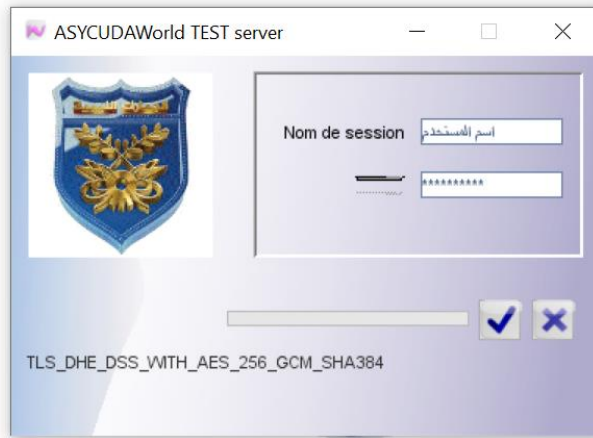 ASYCUDAWorld TEST server
Nom de session
اسم المستخدم
**********
TLS_DHE_DSS_WITH_AES_256_GCM_SHA384